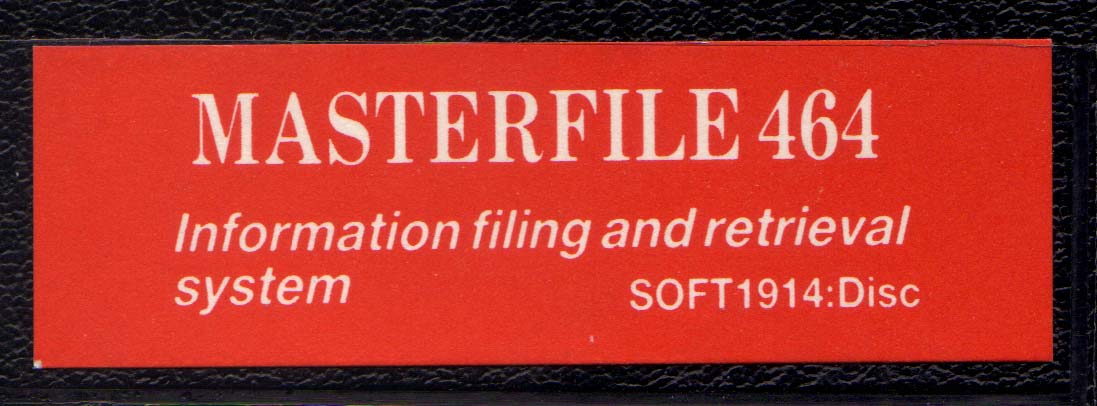 MASTERFILE 464
Information filing and retrieval
system
SOFT1914:Disc